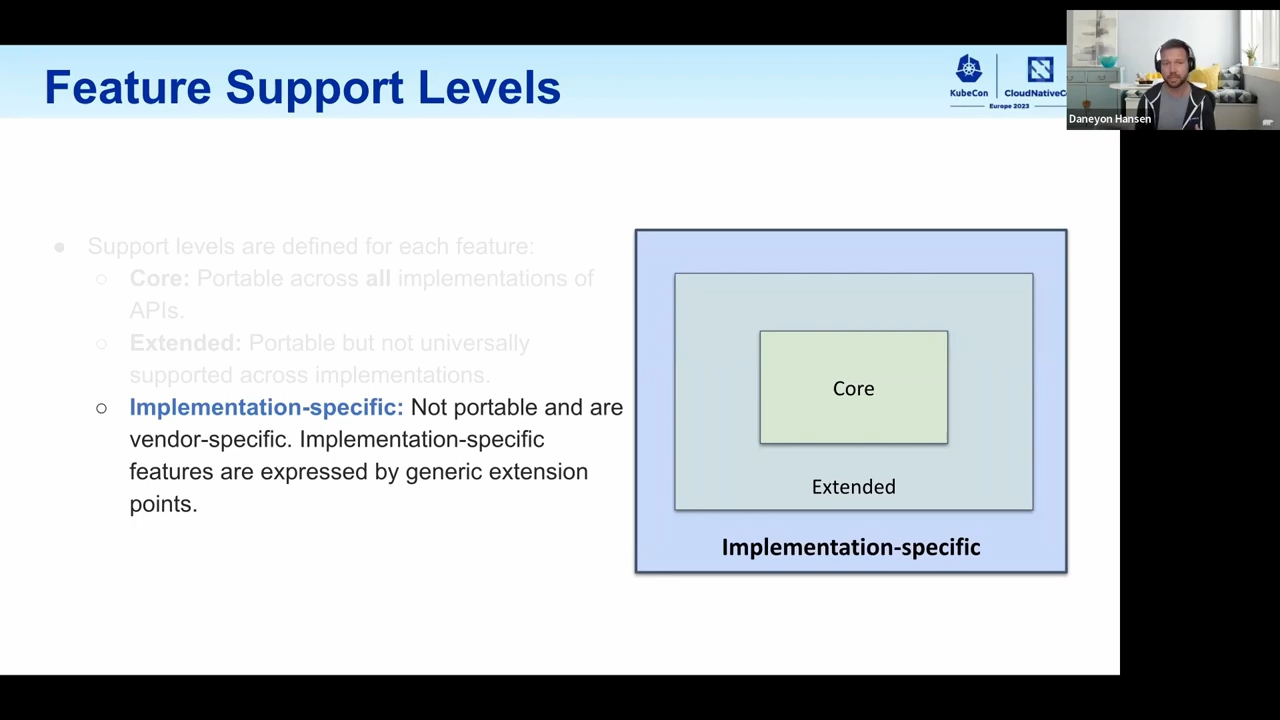 Feature Support Levels
KubeCon
CloudNativeC
Europe 2023
Daneyon Hansen
● Support levels are defined for each feature:
○ Core: Portable across all implementations of
APIs.
○ Extended: Portable but not universally
supported across implementations.
○ Implementation-specific: Not portable and are
vendor-specific. Implementation-specific
features are expressed by generic extension
points.
Core
Extended
Implementation-specific